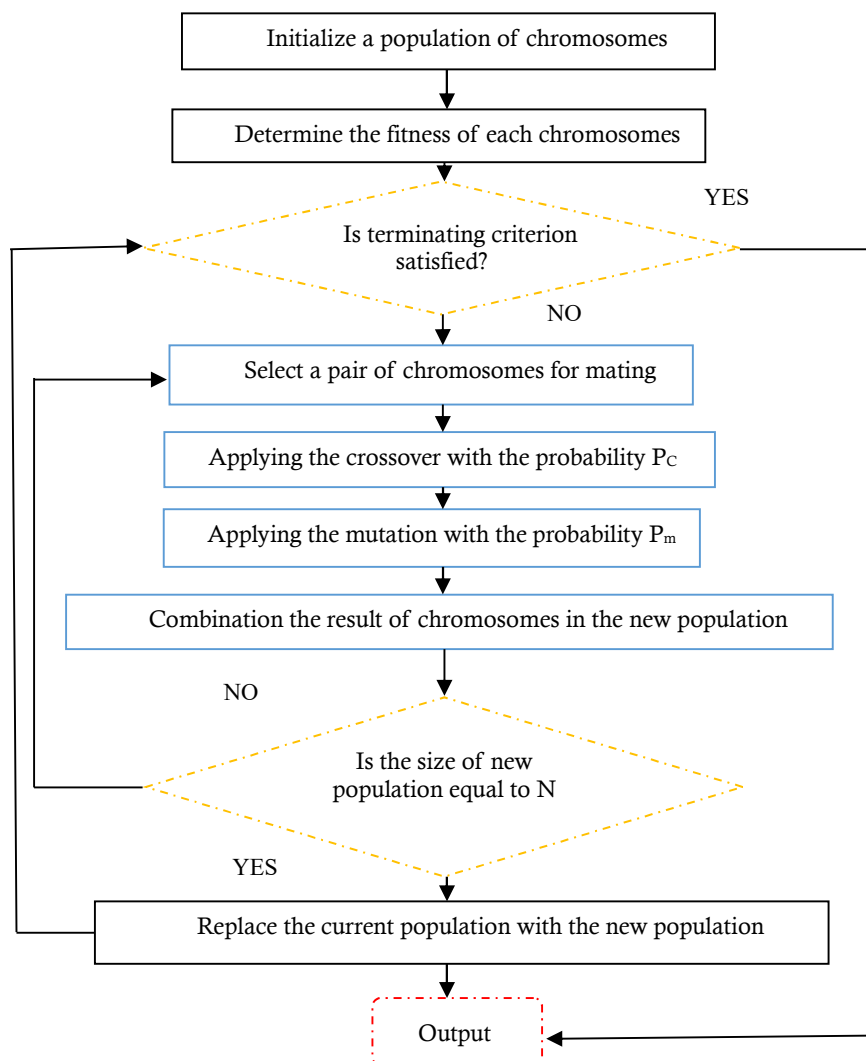 Initialize a population of chromosomes
Determine the fitness of each chromosomes
YES
Is terminating criterion
satisfied?
NO
Select a pair of chromosomes for mating
Applying the crossover with the probability PC
Applying the mutation with the probability Pm
Combination the result of chromosomes in the new population
NO
Is the size of new
population equal to N
YES
Replace the current population with the new population
Output